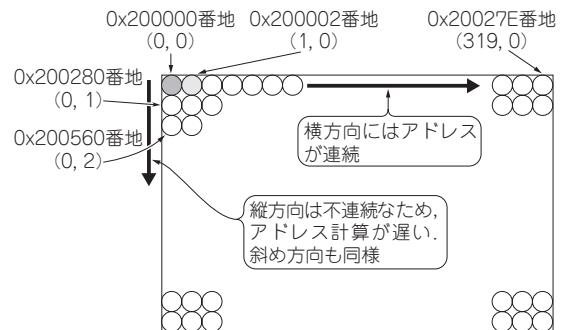 0x200000番地
(0, 0)
0x200002番地
(1, 0)
0x20027E番地
(319, 0)
0x200280番地
(0, 1)
0x200560番地
(0, 2)
横方向にはアドレス
が連続
縦方向は不連続なため,
アドレス計算が遅い.
斜め方向も同様